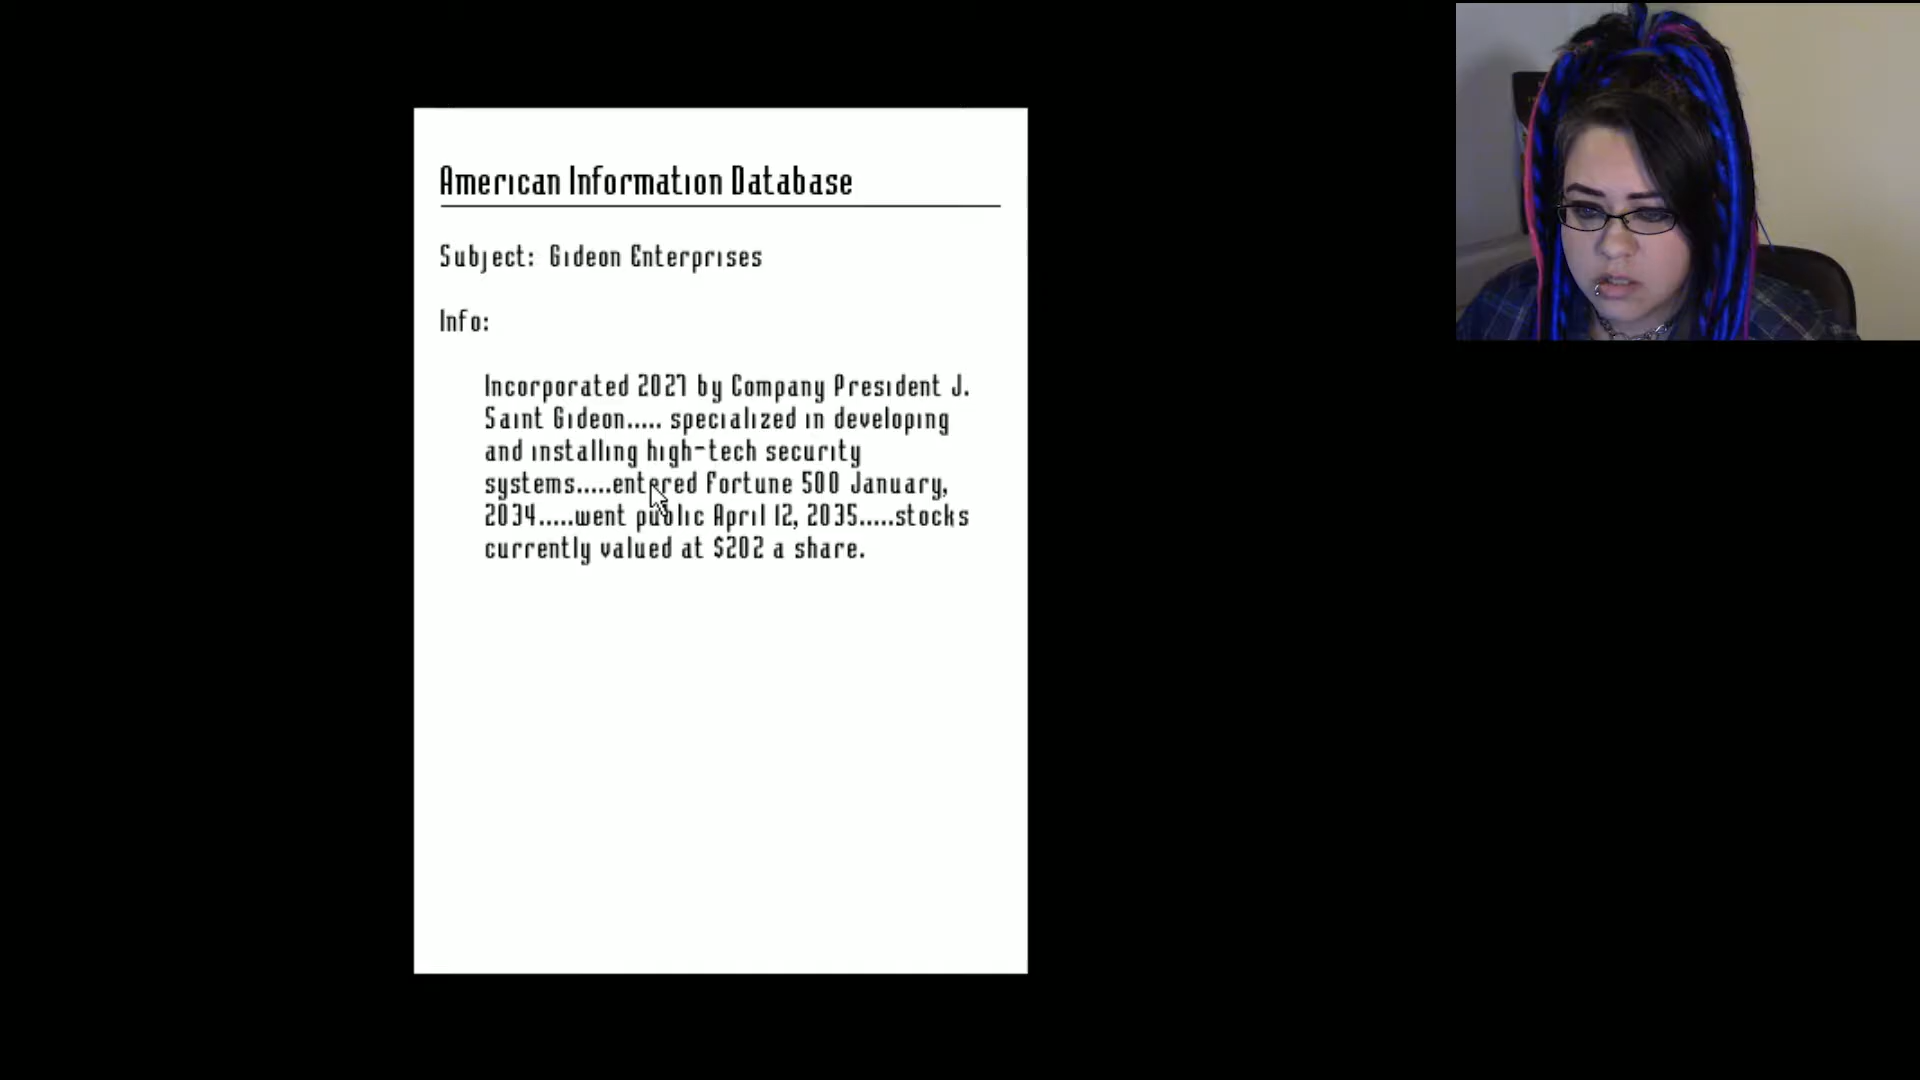 American Information Database
Subject: Gideon Enterprises
Info:
Incorporated 2027 by Company President J.
Saint Gideon..... specialized in developing
and installing high-tech security
systems.....entered Fortune 500 January,
2034.....went public April 12, 2035.....stocks
currently valued at $202 a share.